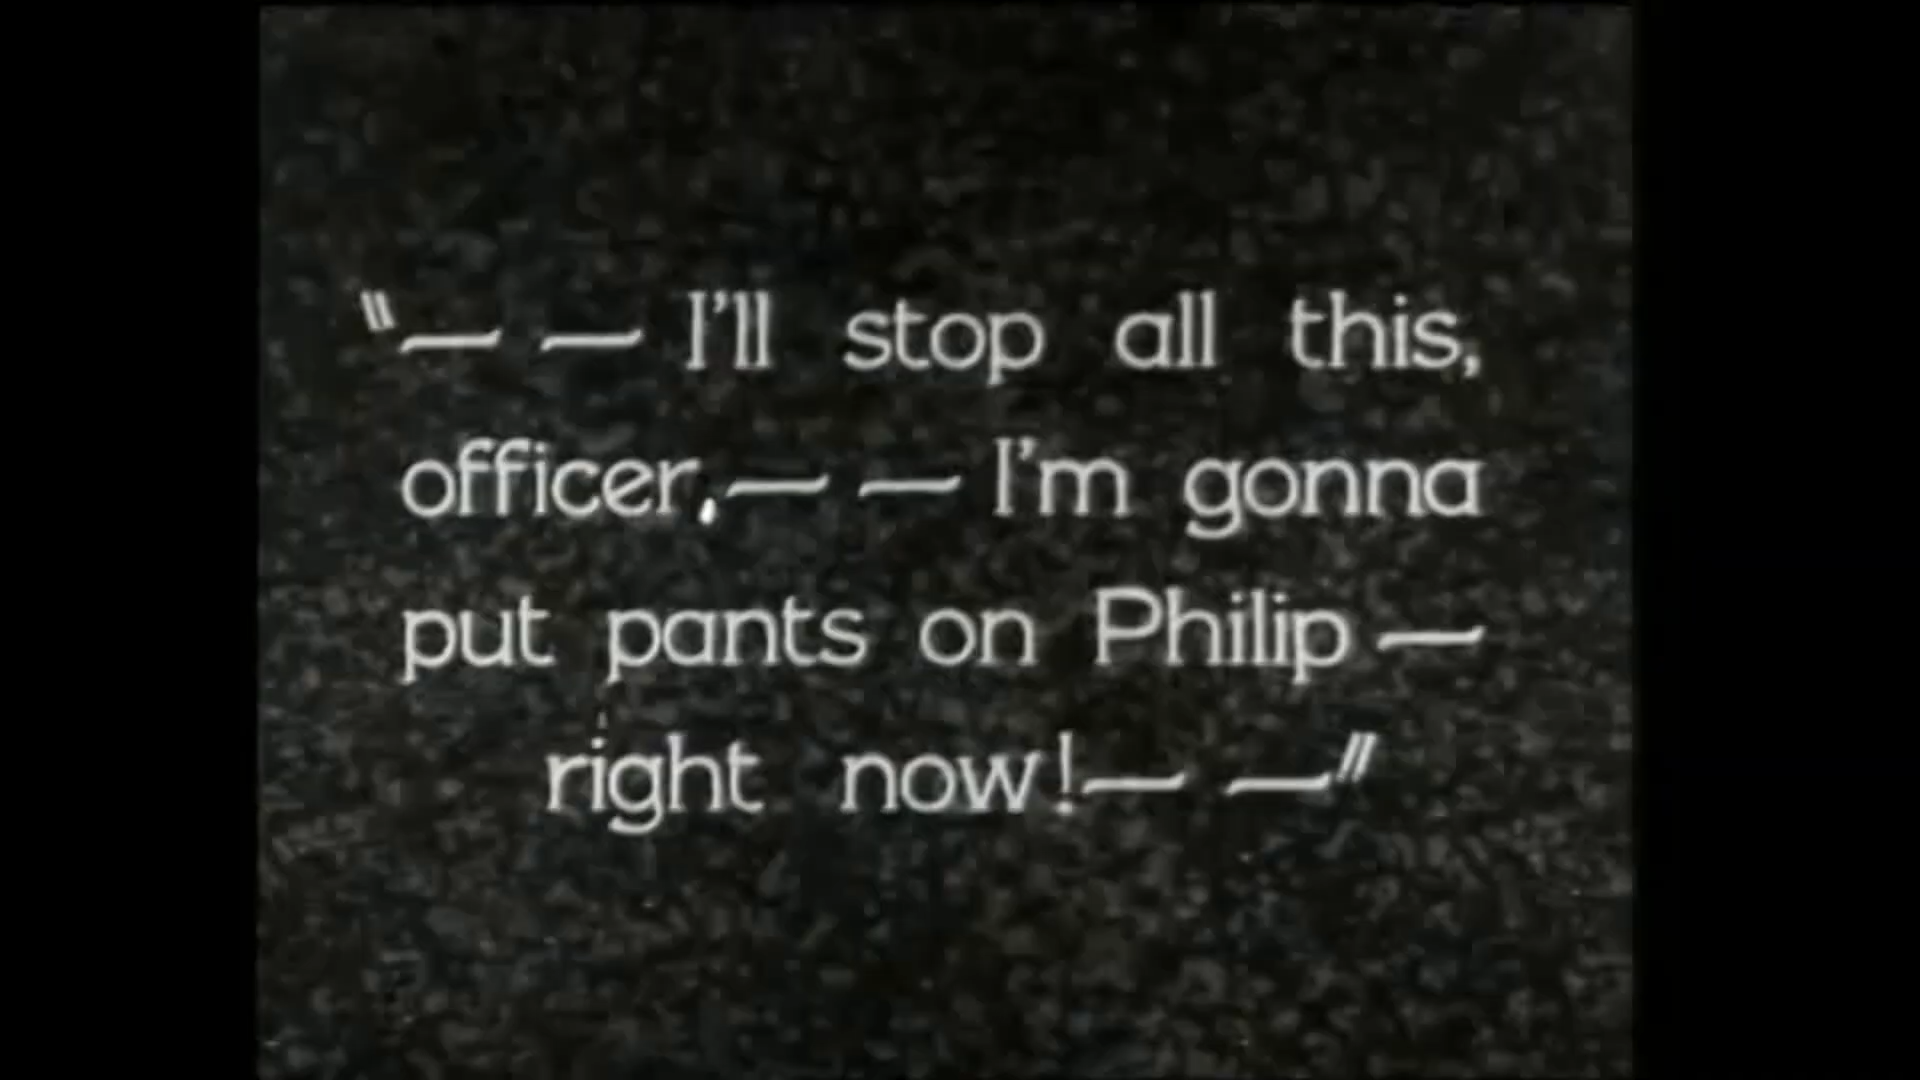 "— — I'll stop all this,
officer,— — I'm gonna
put pants on Philip —
right now!— —"